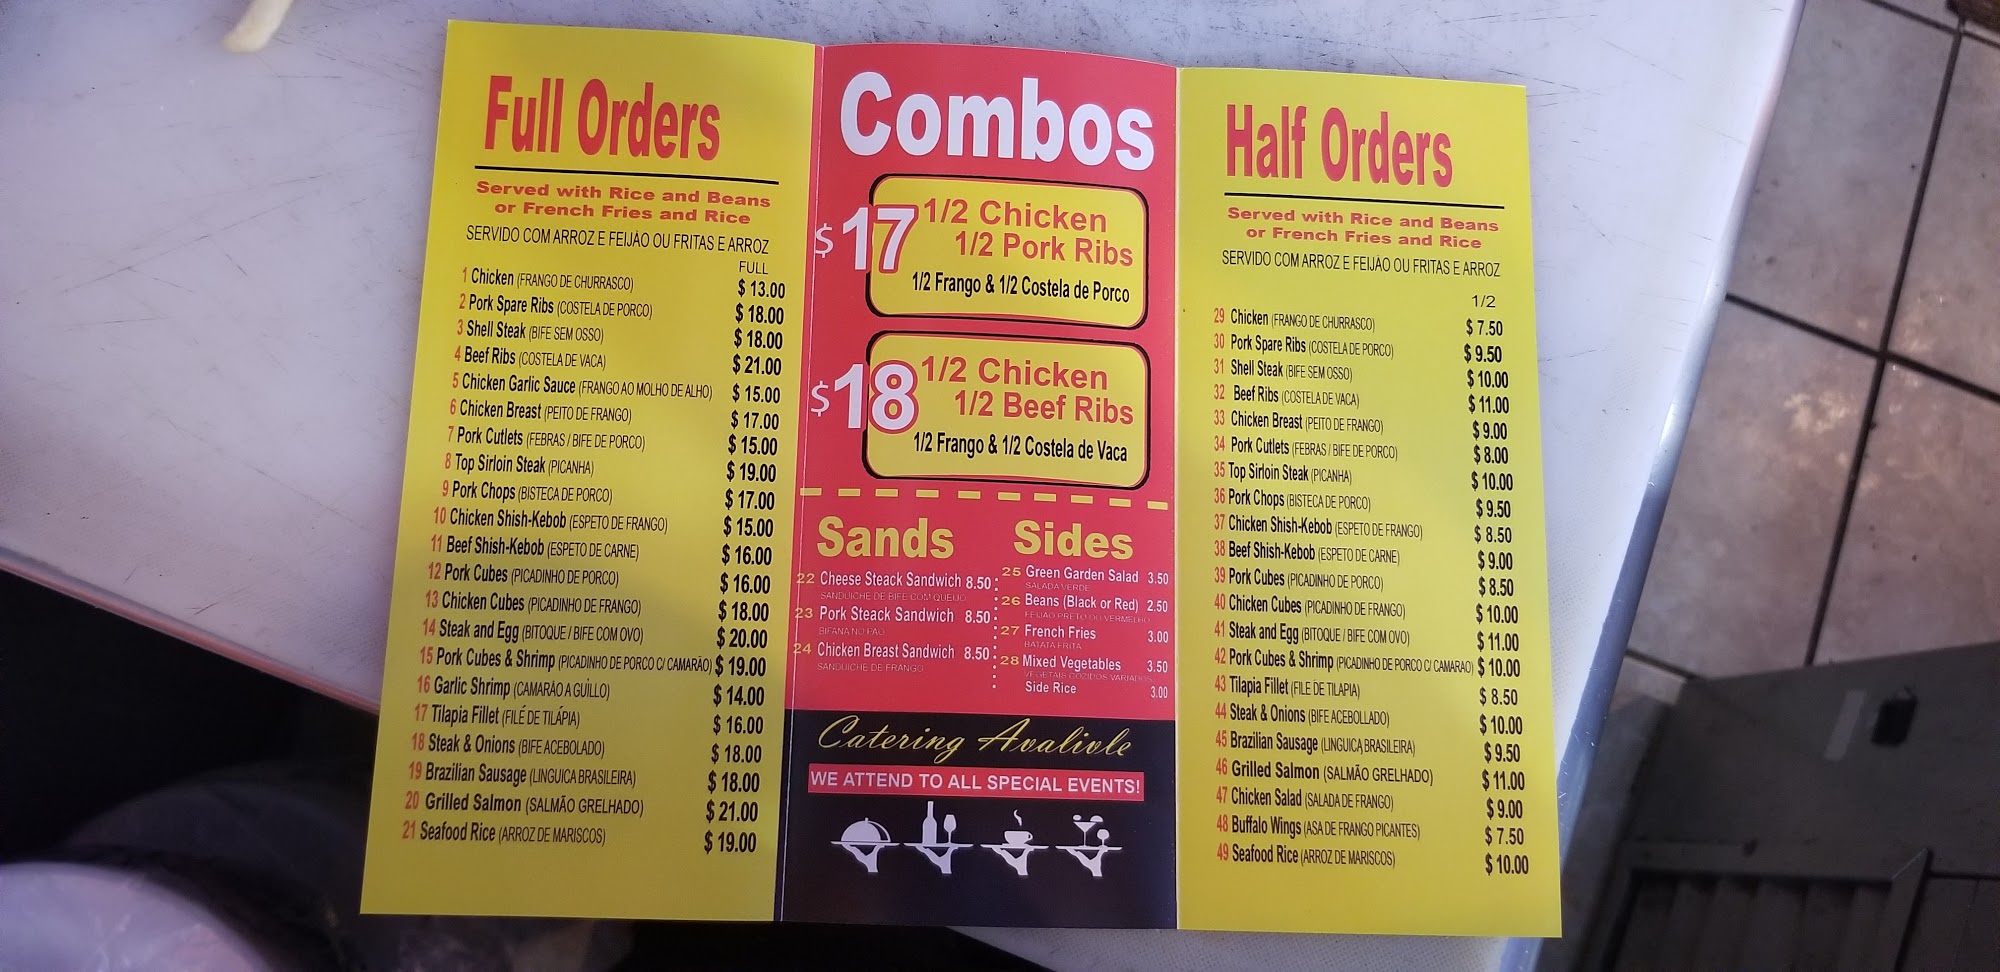 Full Orders
Served with Rice and Beans
or French Fries and Rice
SERVIDO COM ARROZ E FEIJÃO OU FRITAS E ARROZ
FULL
1 Chicken (FRANGO DE CHURRASCO) $ 13.00
2 Pork Spare Ribs (COSTELA DE PORCO) $ 18.00
3 Shell Steak (BIFE SEM OSSO) $ 18.00
4 Beef Ribs (COSTELA DE VACA) $ 21.00
5 Chicken Garlic Sauce (FRANGO AO MOLHO DE ALHO) $ 15.00
6 Chicken Breast (PEITO DE FRANGO) $ 17.00
7 Pork Cutlets (FEBRAS / BIFE DE PORCO) $ 15.00
8 Top Sirloin Steak (PICANHA) $ 19.00
9 Pork Chops (BISTECA DE PORCO) $ 17.00
10 Chicken Shish-Kebob (ESPETO DE FRANGO) $ 15.00
11 Beef Shish-Kebob (ESPETO DE CARNE) $ 16.00
12 Pork Cubes (PICADINHO DE PORCO) $ 16.00
13 Chicken Cubes (PICADINHO DE FRANGO) $ 18.00
14 Steak and Egg (BITOQUE / BIFE COM OVO) $ 20.00
15 Pork Cubes & Shrimp (PICADINHO DE PORCO C/ CAMARÃO) $ 19.00
16 Garlic Shrimp (CAMARÃO A GUÌLLO) $ 14.00
17 Tilapia Fillet (FILÉ DE TILÁPIA) $ 16.00
18 Steak & Onions (BIFE ACEBOLADO) $ 18.00
19 Brazilian Sausage (LINGUICA BRASILEIRA) $ 18.00
20 Grilled Salmon (SALMÃO GRELHADO) $ 21.00
21 Seafood Rice (ARROZ DE MARISCOS) $ 19.00
Combos
$17 1/2 Chicken
1/2 Pork Ribs
1/2 Frango & 1/2 Costela de Porco
$18 1/2 Chicken
1/2 Beef Ribs
1/2 Frango & 1/2 Costela de Vaca
Sands
22 Cheese Steack Sandwich 8.50
SANDUICHE DE BIFE COM QUEIJO
23 Pork Steack Sandwich 8.50
BIFANA NO PAO
24 Chicken Breast Sandwich 8.50
SANDUICHE DE FRANGO
Sides
25 Green Garden Salad 3.50
SALADA VERDE
26 Beans (Black or Red) 2.50
FEIJAO PRETO OU VERMELHO
27 French Fries 3.00
BATATA FRITA
28 Mixed Vegetables 3.50
VEGETAIS COZIDOS VARIADOS
Side Rice 3.00
Catering Avalivle
WE ATTEND TO ALL SPECIAL EVENTS!
Half Orders
Served with Rice and Beans
or French Fries and Rice
SERVIDO COM ARROZ E FEIJÃO OU FRITAS E ARROZ
1/2
29 Chicken (FRANGO DE CHURRASCO) $ 7.50
30 Pork Spare Ribs (COSTELA DE PORCO) $ 9.50
31 Shell Steak (BIFE SEM OSSO) $ 10.00
32 Beef Ribs (COSTELA DE VACA) $ 11.00
33 Chicken Breast (PEITO DE FRANGO) $ 9.00
34 Pork Cutlets (FEBRAS / BIFE DE PORCO) $ 8.00
35 Top Sirloin Steak (PICANHA) $ 10.00
36 Pork Chops (BISTECA DE PORCO) $ 9.50
37 Chicken Shish-Kebob (ESPETO DE FRANGO) $ 8.50
38 Beef Shish-Kebob (ESPETO DE CARNE) $ 9.00
39 Pork Cubes (PICADINHO DE PORCO) $ 8.50
40 Chicken Cubes (PICADINHO DE FRANGO) $ 10.00
41 Steak and Egg (BITOQUE / BIFE COM OVO) $ 11.00
42 Pork Cubes & Shrimp (PICADINHO DE PORCO C/ CAMARAO) $ 10.00
43 Tilapia Fillet (FILÉ DE TILAPIA) $ 8.50
44 Steak & Onions (BIFE ACEBOLLADO) $ 10.00
45 Brazilian Sausage (LINGUIÇA BRASILEIRA) $ 9.50
46 Grilled Salmon (SALMÃO GRELHADO) $ 11.00
47 Chicken Salad (SALADA DE FRANGO) $ 9.00
48 Buffalo Wings (ASA DE FRANGO PICANTES) $ 7.50
49 Seafood Rice (ARROZ DE MARISCOS) $ 10.00